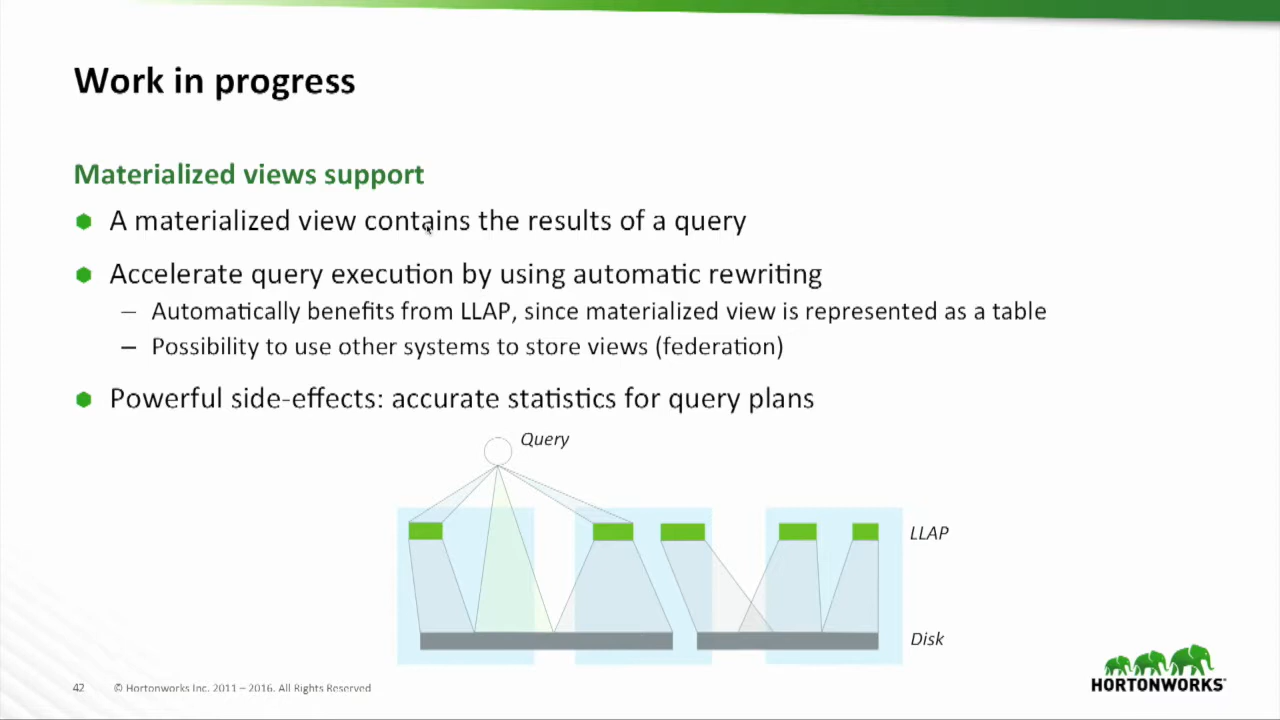 Work in progress
Materialized views support
A materialized view contains the results of a query
Accelerate query execution by using automatic rewriting
– Automatically benefits from LLAP, since materialized view is represented as a table
– Possibility to use other systems to store views (federation)
Powerful side-effects: accurate statistics for query plans
Query
LLAP
Disk
42 © Hortonworks Inc. 2011 – 2016. All Rights Reserved
HORTONWORKS